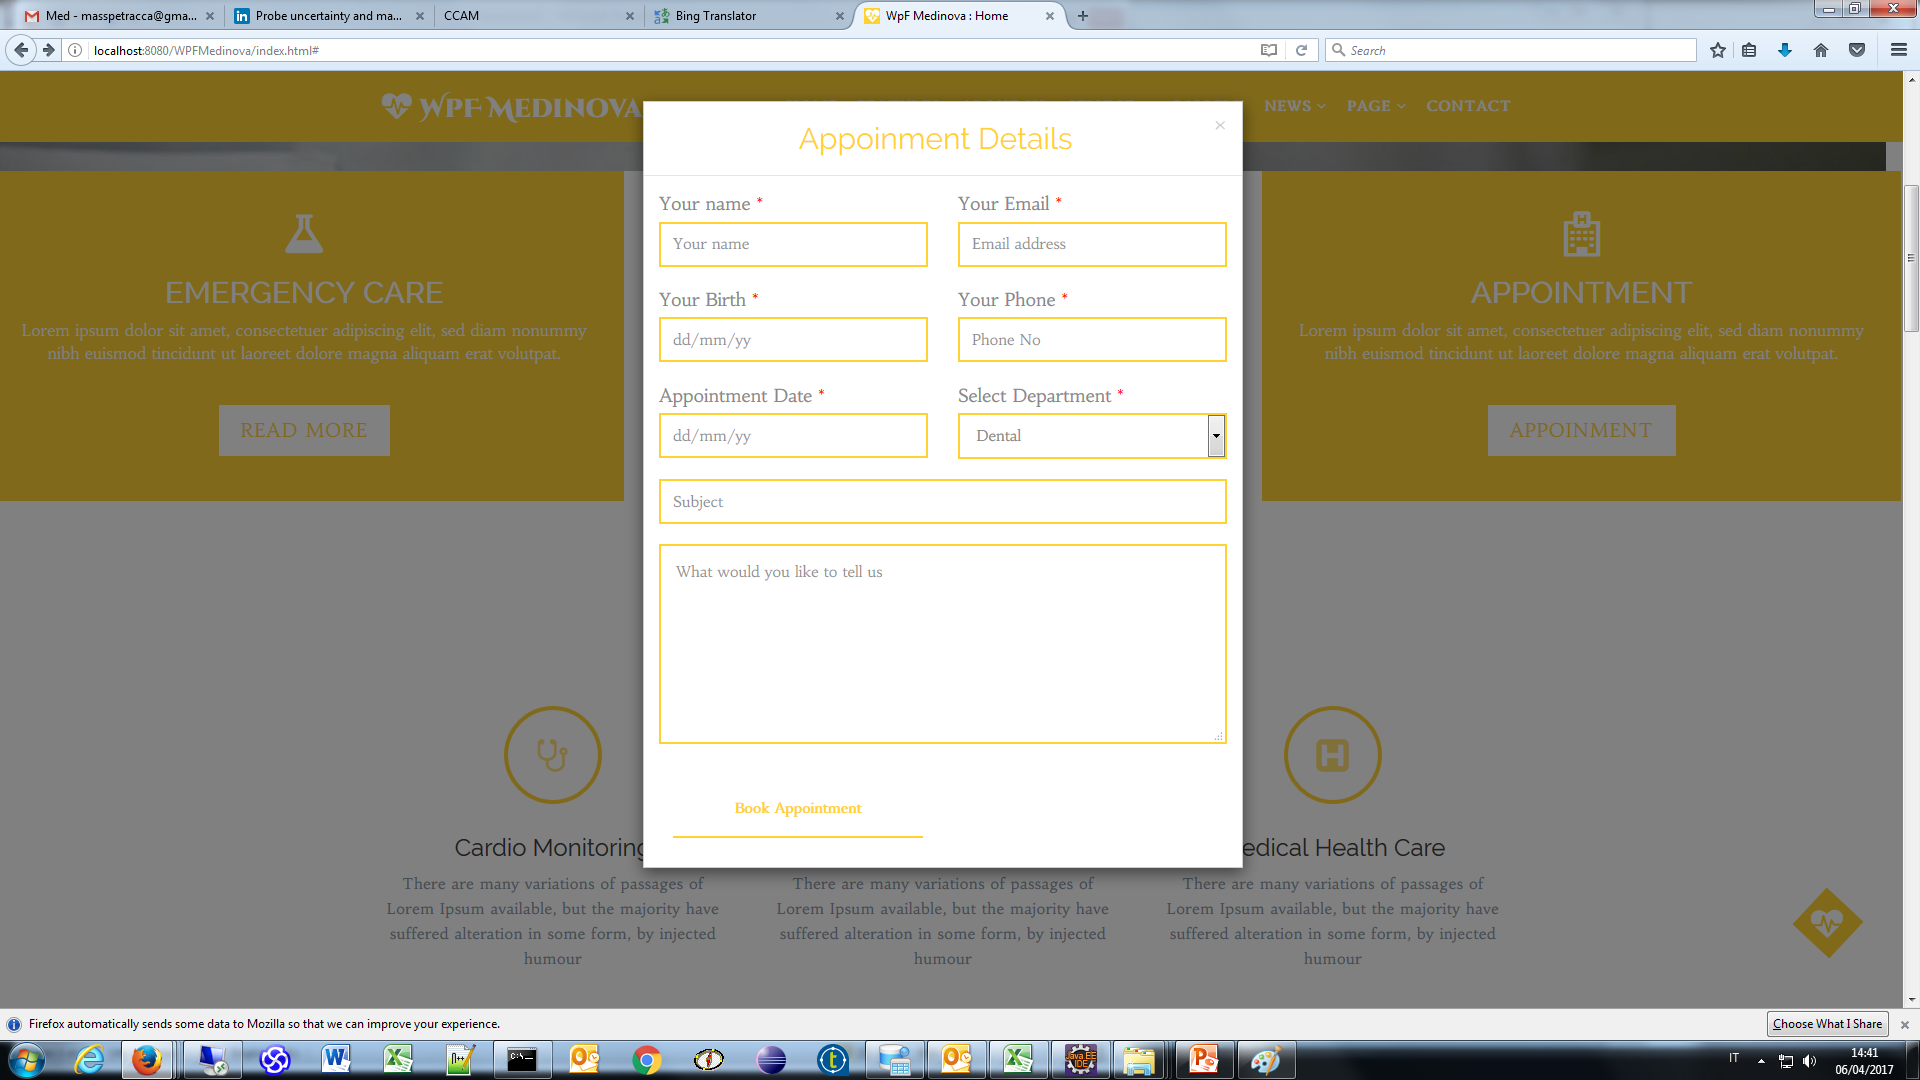 Med - masspetracca@gma...
Probe uncertainty and ma...
CCAM
Bing Translator
WpF Medinova : Home
localhost:8080/WPFMedinova/index.html#
Search
WPF MEDINOVA
NEWS
PAGE
CONTACT
Appoinment Details
×
Your name *
Your Email *
Your name
Email address
Your Birth *
Your Phone *
dd/mm/yy
Phone No
Appointment Date *
Select Department *
dd/mm/yy
Dental
Subject
What would you like to tell us
Book Appointment
EMERGENCY CARE
Lorem ipsum dolor sit amet, consectetuer adipiscing elit, sed diam nonummy
nibh euismod tincidunt ut laoreet dolore magna aliquam erat volutpat.
READ MORE
APPOINTMENT
Lorem ipsum dolor sit amet, consectetuer adipiscing elit, sed diam nonummy
nibh euismod tincidunt ut laoreet dolore magna aliquam erat volutpat.
APPOINMENT
Cardio Monitoring
There are many variations of passages of
Lorem Ipsum available, but the majority have
suffered alteration in some form, by injected
humour
There are many variations of passages of
Lorem Ipsum available, but the majority have
suffered alteration in some form, by injected
humour
edical Health Care
There are many variations of passages of
Lorem Ipsum available, but the majority have
suffered alteration in some form, by injected
humour
Firefox automatically sends some data to Mozilla so that we can improve your experience.
Choose What I Share
IT
14:41
06/04/2017